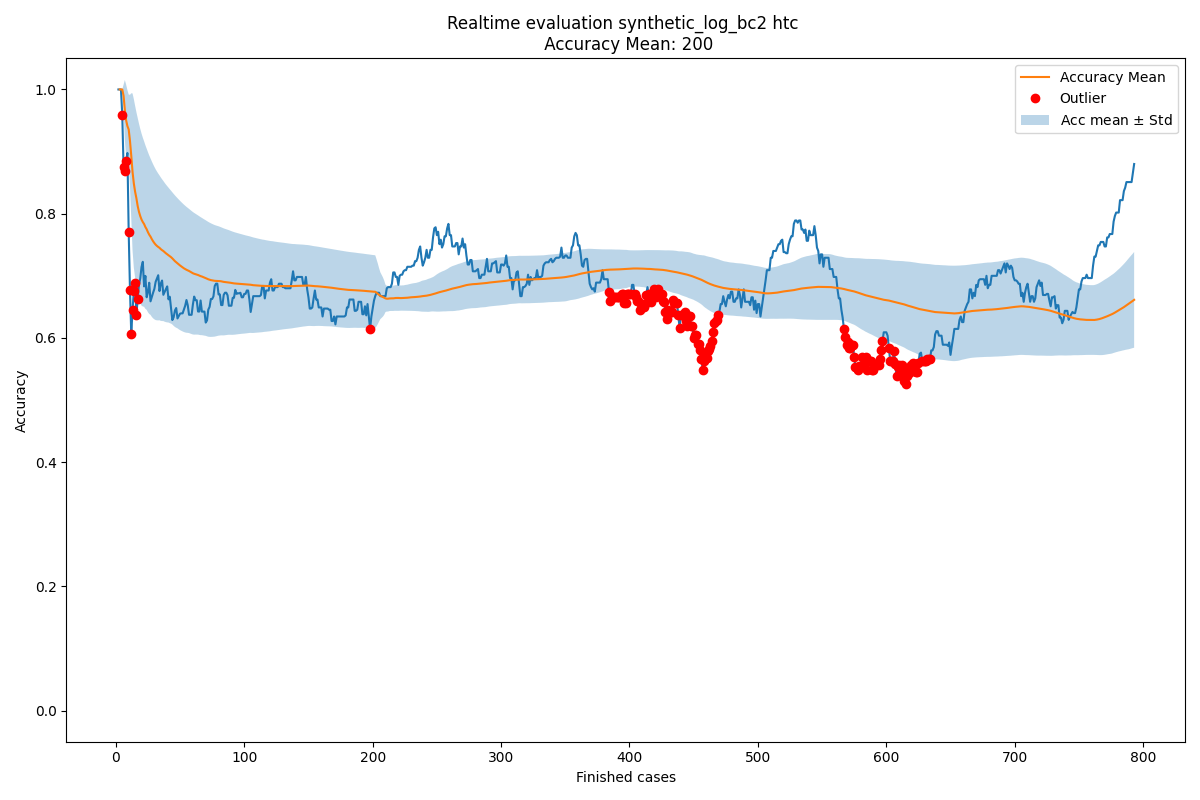 Realtime evaluation synthetic_log_bc2 htc
Accuracy Mean: 200
Accuracy Mean
Outlier
Acc mean ± Std
1.0
0.8
0.6
0.4
0.2
0.0
Accuracy
0 100 200 300 400 500 600 700 800
Finished cases